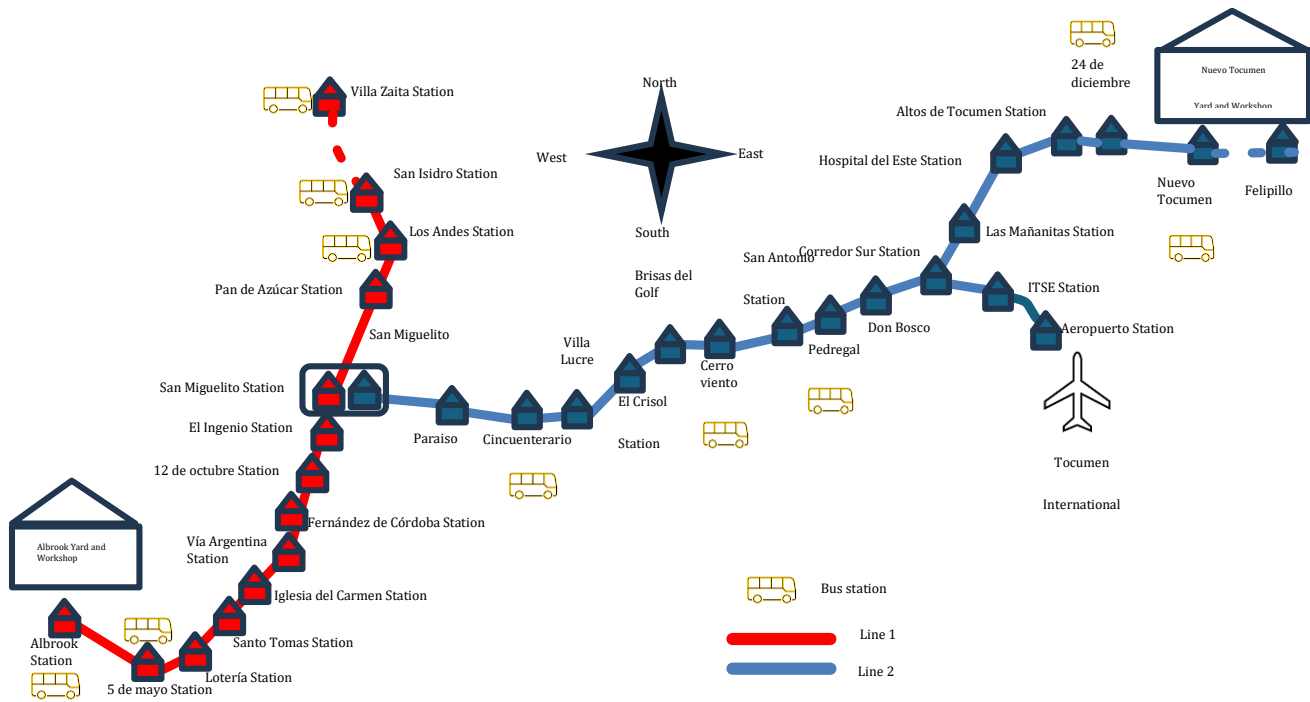 24 de
diciembre
Nuevo Tocumen
Yard and Workshop
North
Villa Zaita Station
Altos de Tocumen Station
West
East
Hospital del Este Station
San Isidro Station
Nuevo
Tocumen
Felipillo
South
Los Andes Station
Las Mañanitas Station
San Antonio
Station
Corredor Sur Station
Brisas del
Golf
Pan de Azúcar Station
ITSE Station
San Miguelito
Don Bosco
Aeropuerto Station
Villa
Lucre
Pedregal
Cerro
viento
San Miguelito Station
El Crisol
Station
El Ingenio Station
Paraiso
Cincuenterario
12 de octubre Station
Tocumen
International
Fernández de Córdoba Station
Vía Argentina
Station
Albrook Yard and
Workshop
Iglesia del Carmen Station
Bus station
Santo Tomas Station
Line 1
Albrook
Station
Lotería Station
Line 2
5 de mayo Station